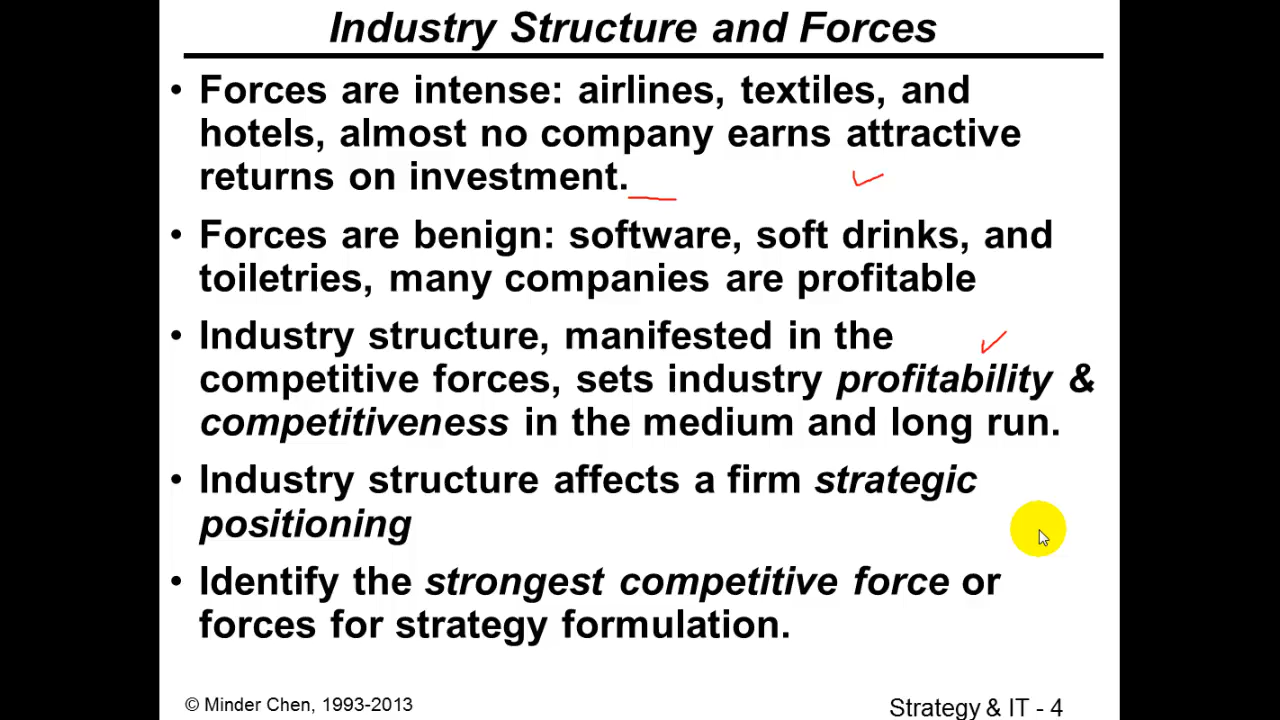 Industry Structure and Forces
• Forces are intense: airlines, textiles, and
hotels, almost no company earns attractive
returns on investment.
• Forces are benign: software, soft drinks, and
toiletries, many companies are profitable
• Industry structure, manifested in the
competitive forces, sets industry profitability &
competitiveness in the medium and long run.
• Industry structure affects a firm strategic
positioning
• Identify the strongest competitive force or
forces for strategy formulation.
© Minder Chen, 1993-2013
Strategy & IT - 4